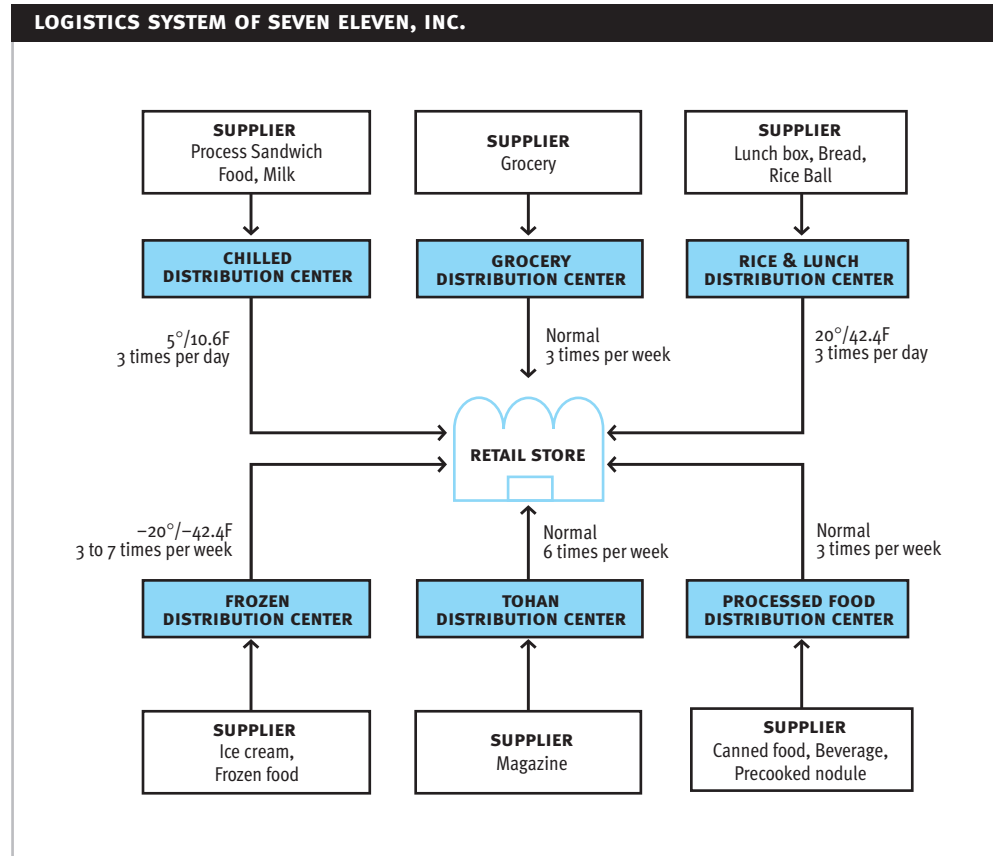 LOGISTICS SYSTEM OF SEVEN ELEVEN, INC.
SUPPLIER
Process Sandwich
Food, Milk
SUPPLIER
Grocery
SUPPLIER
Lunch box, Bread,
Rice Ball
CHILLED
DISTRIBUTION CENTER
GROCERY
DISTRIBUTION CENTER
RICE & LUNCH
DISTRIBUTION CENTER
5°/10.6F
3 times per day
Normal
3 times per week
20°/42.4F
3 times per day
RETAIL STORE
–20°/–42.4F
3 to 7 times per week
Normal
6 times per week
Normal
3 times per week
FROZEN
DISTRIBUTION CENTER
TOHAN
DISTRIBUTION CENTER
PROCESSED FOOD
DISTRIBUTION CENTER
SUPPLIER
Ice cream,
Frozen food
SUPPLIER
Magazine
SUPPLIER
Canned food, Beverage,
Precooked nodule